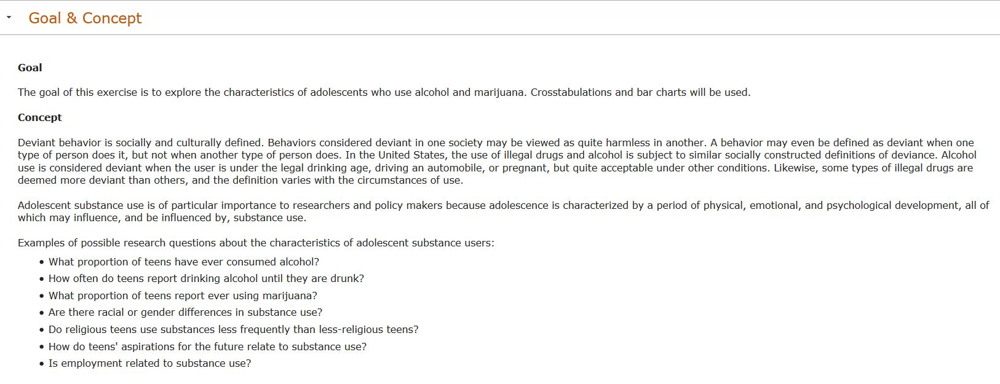 Goal & Concept
Goal
The goal of this exercise is to explore the characteristics of adolescents who use alcohol and marijuana. Crosstabulations and bar charts will be used.
Concept
Deviant behavior is socially and culturally defined. Behaviors considered deviant in one society may be viewed as quite harmless in another. A behavior may even be defined as deviant when one
type of person does it, but not when another type of person does. In the United States, the use of illegal drugs and alcohol is subject to similar socially constructed definitions of deviance. Alcohol
use is considered deviant when the user is under the legal drinking age, driving an automobile, or pregnant, but quite acceptable under other conditions. Likewise, some types of illegal drugs are
deemed more deviant than others, and the definition varies with the circumstances of use.
Adolescent substance use is of particular importance to researchers and policy makers because adolescence is characterized by a period of physical, emotional, and psychological development, all of
which may influence, and be influenced by, substance use.
Examples of possible research questions about the characteristics of adolescent substance users:
• What proportion of teens have ever consumed alcohol?
• How often do teens report drinking alcohol until they are drunk?
• What proportion of teens report ever using marijuana?
• Are there racial or gender differences in substance use?
• Do religious teens use substances less frequently than less-religious teens?
• How do teens' aspirations for the future relate to substance use?
• Is employment related to substance use?